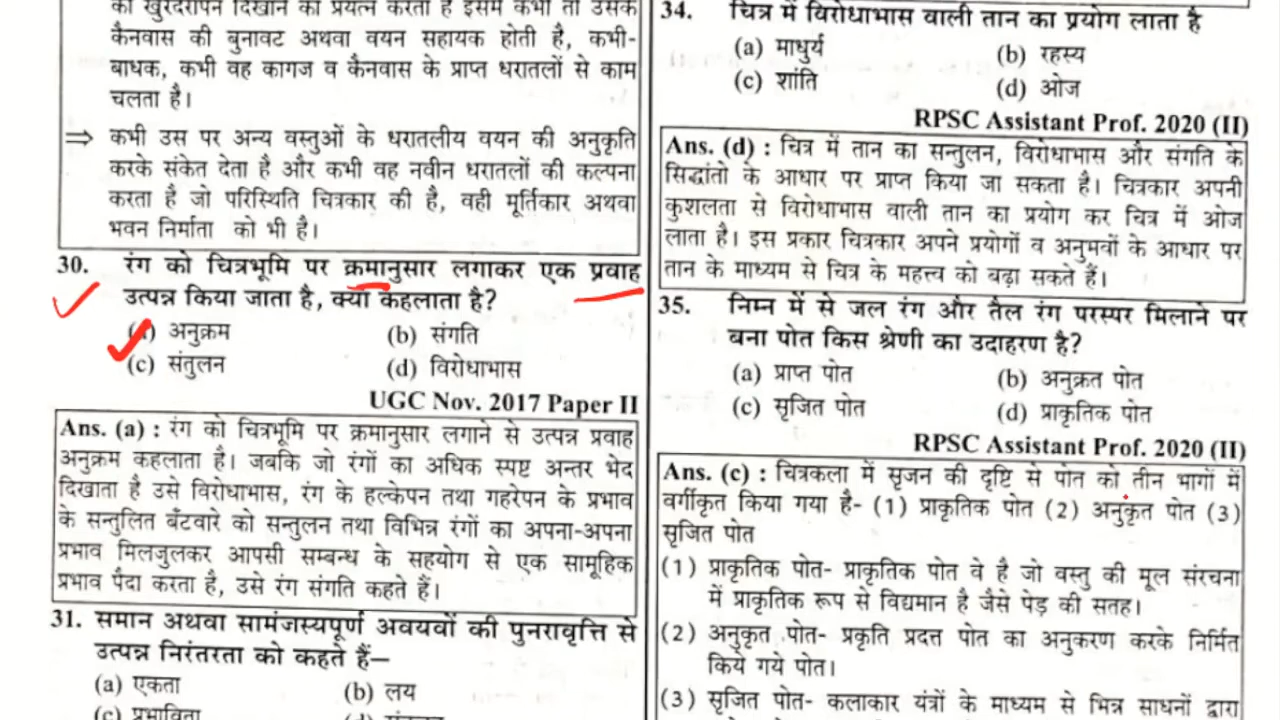 का खुरदरापन दिखाने का प्रयत्न करता है इसमें कभी तो उसके
कैनवास की बुनावट अथवा वयन सहायक होती है, कभी-
बाधक, कभी वह कागज व कैनवास के प्राप्त धरातलों से काम
चलता है।
⇒ कभी उस पर अन्य वस्तुओं के धरातलीय वयन की अनुकृति
करके संकेत देता है और कभी वह नवीन धरातलों की कल्पना
करता है जो परिस्थिति चित्रकार की है, वही मूर्तिकार अथवा
भवन निर्माता को भी है।
30. रंग को चित्रभूमि पर क्रमानुसार लगाकर एक प्रवाह
उत्पन्न किया जाता है, क्या कहलाता है?
(a) अनुक्रम (b) संगति
(c) संतुलन (d) विरोधाभास
UGC Nov. 2017 Paper II
Ans. (a) : रंग को चित्रभूमि पर क्रमानुसार लगाने से उत्पन्न प्रवाह
अनुक्रम कहलाता है। जबकि जो रंगों का अधिक स्पष्ट अन्तर भेद
दिखाता है उसे विरोधाभास, रंग के हल्केपन तथा गहरेपन के प्रभाव
के सन्तुलित बँटवारे को सन्तुलन तथा विभिन्न रंगों का अपना-अपना
प्रभाव मिलजुलकर आपसी सम्बन्ध के सहयोग से एक सामूहिक
प्रभाव पैदा करता है, उसे रंग संगति कहते हैं।
31. समान अथवा सामंजस्यपूर्ण अवयवों की पुनरावृत्ति से
उत्पन्न निरंतरता को कहते हैं–
(a) एकता (b) लय
(c) प्रभाविता
34. चित्र में विरोधाभास वाली तान का प्रयोग लाता है
(a) माधुर्य (b) रहस्य
(c) शांति (d) ओज
RPSC Assistant Prof. 2020 (II)
Ans. (d) : चित्र में तान का सन्तुलन, विरोधाभास और संगति के
सिद्धांतो के आधार पर प्राप्त किया जा सकता है। चित्रकार अपनी
कुशलता से विरोधाभास वाली तान का प्रयोग कर चित्र में ओज
लाता है। इस प्रकार चित्रकार अपने प्रयोगों व अनुभवों के आधार पर
तान के माध्यम से चित्र के महत्त्व को बढ़ा सकते हैं।
35. निम्न में से जल रंग और तैल रंग परस्पर मिलाने पर
बना पोत किस श्रेणी का उदाहरण है?
(a) प्राप्त पोत (b) अनुक्रत पोत
(c) सृजित पोत (d) प्राकृतिक पोत
RPSC Assistant Prof. 2020 (II)
Ans. (c) : चित्रकला में सृजन की दृष्टि से पोत को तीन भागों में
वर्गीकृत किया गया है- (1) प्राकृतिक पोत (2) अनुकृत पोत (3)
सृजित पोत
(1) प्राकृतिक पोत- प्राकृतिक पोत वे है जो वस्तु की मूल संरचना
में प्राकृतिक रूप से विद्यमान है जैसे पेड़ की सतह।
(2) अनुकृत पोत- प्रकृति प्रदत्त पोत का अनुकरण करके निर्मित
किये गये पोत।
(3) सृजित पोत- कलाकार यंत्रों के माध्यम से भिन्न साधनों द्वारा